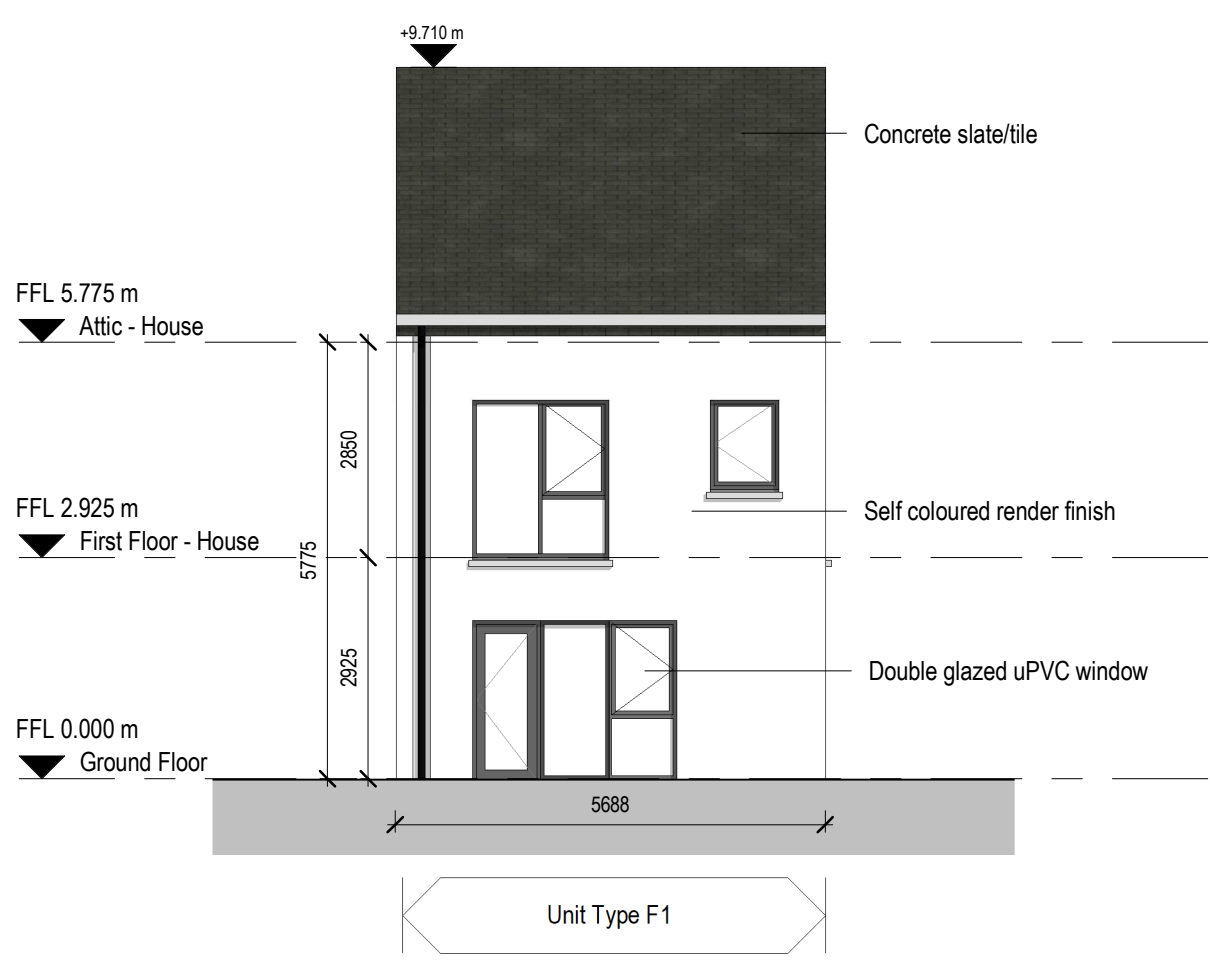 +9.710 m
Concrete slate/tile
FFL 5.775 m
Attic - House
2850
FFL 2.925 m
First Floor - House
Self coloured render finish
5775
2925
Double glazed uPVC window
FFL 0.000 m
Ground Floor
5688
Unit Type F1